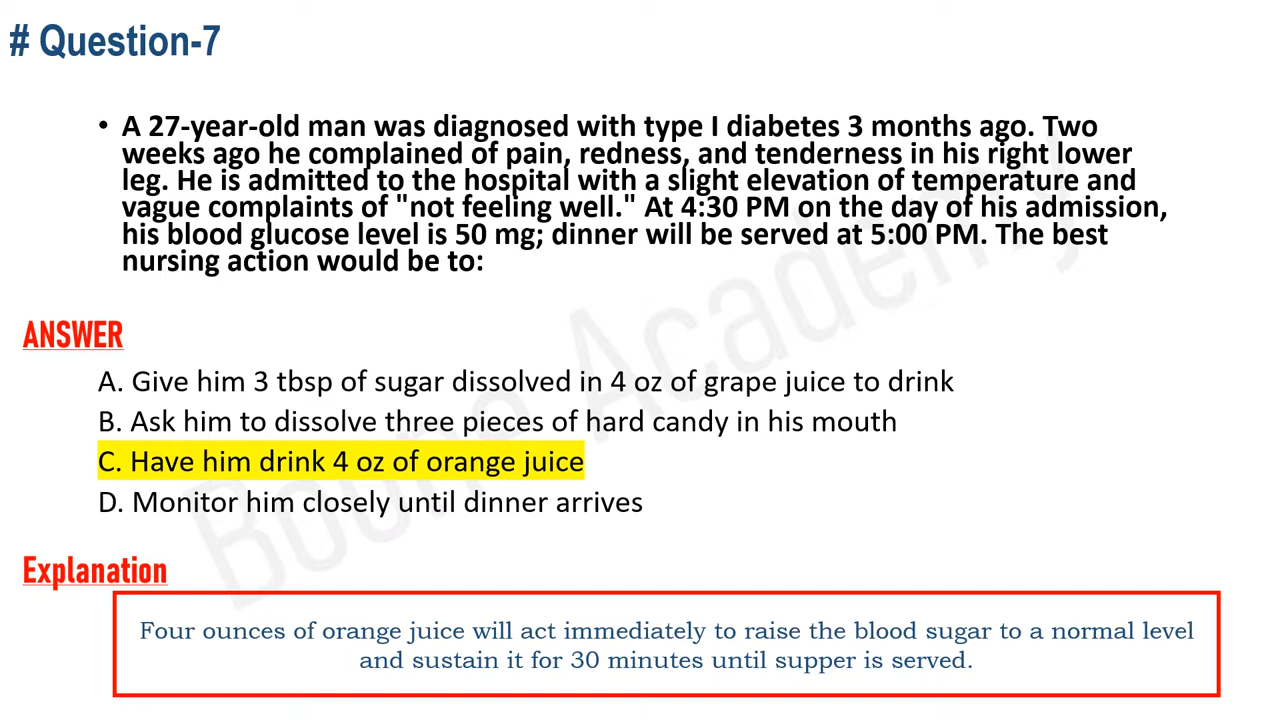 # Question-7
• A 27-year-old man was diagnosed with type I diabetes 3 months ago. Two
weeks ago he complained of pain, redness, and tenderness in his right lower
leg. He is admitted to the hospital with a slight elevation of temperature and
vague complaints of "not feeling well." At 4:30 PM on the day of his admission,
his blood glucose level is 50 mg; dinner will be served at 5:00 PM. The best
nursing action would be to:
ANSWER
A. Give him 3 tbsp of sugar dissolved in 4 oz of grape juice to drink
B. Ask him to dissolve three pieces of hard candy in his mouth
C. Have him drink 4 oz of orange juice
D. Monitor him closely until dinner arrives
Explanation
Four ounces of orange juice will act immediately to raise the blood sugar to a normal level
and sustain it for 30 minutes until supper is served.
Boone Academy